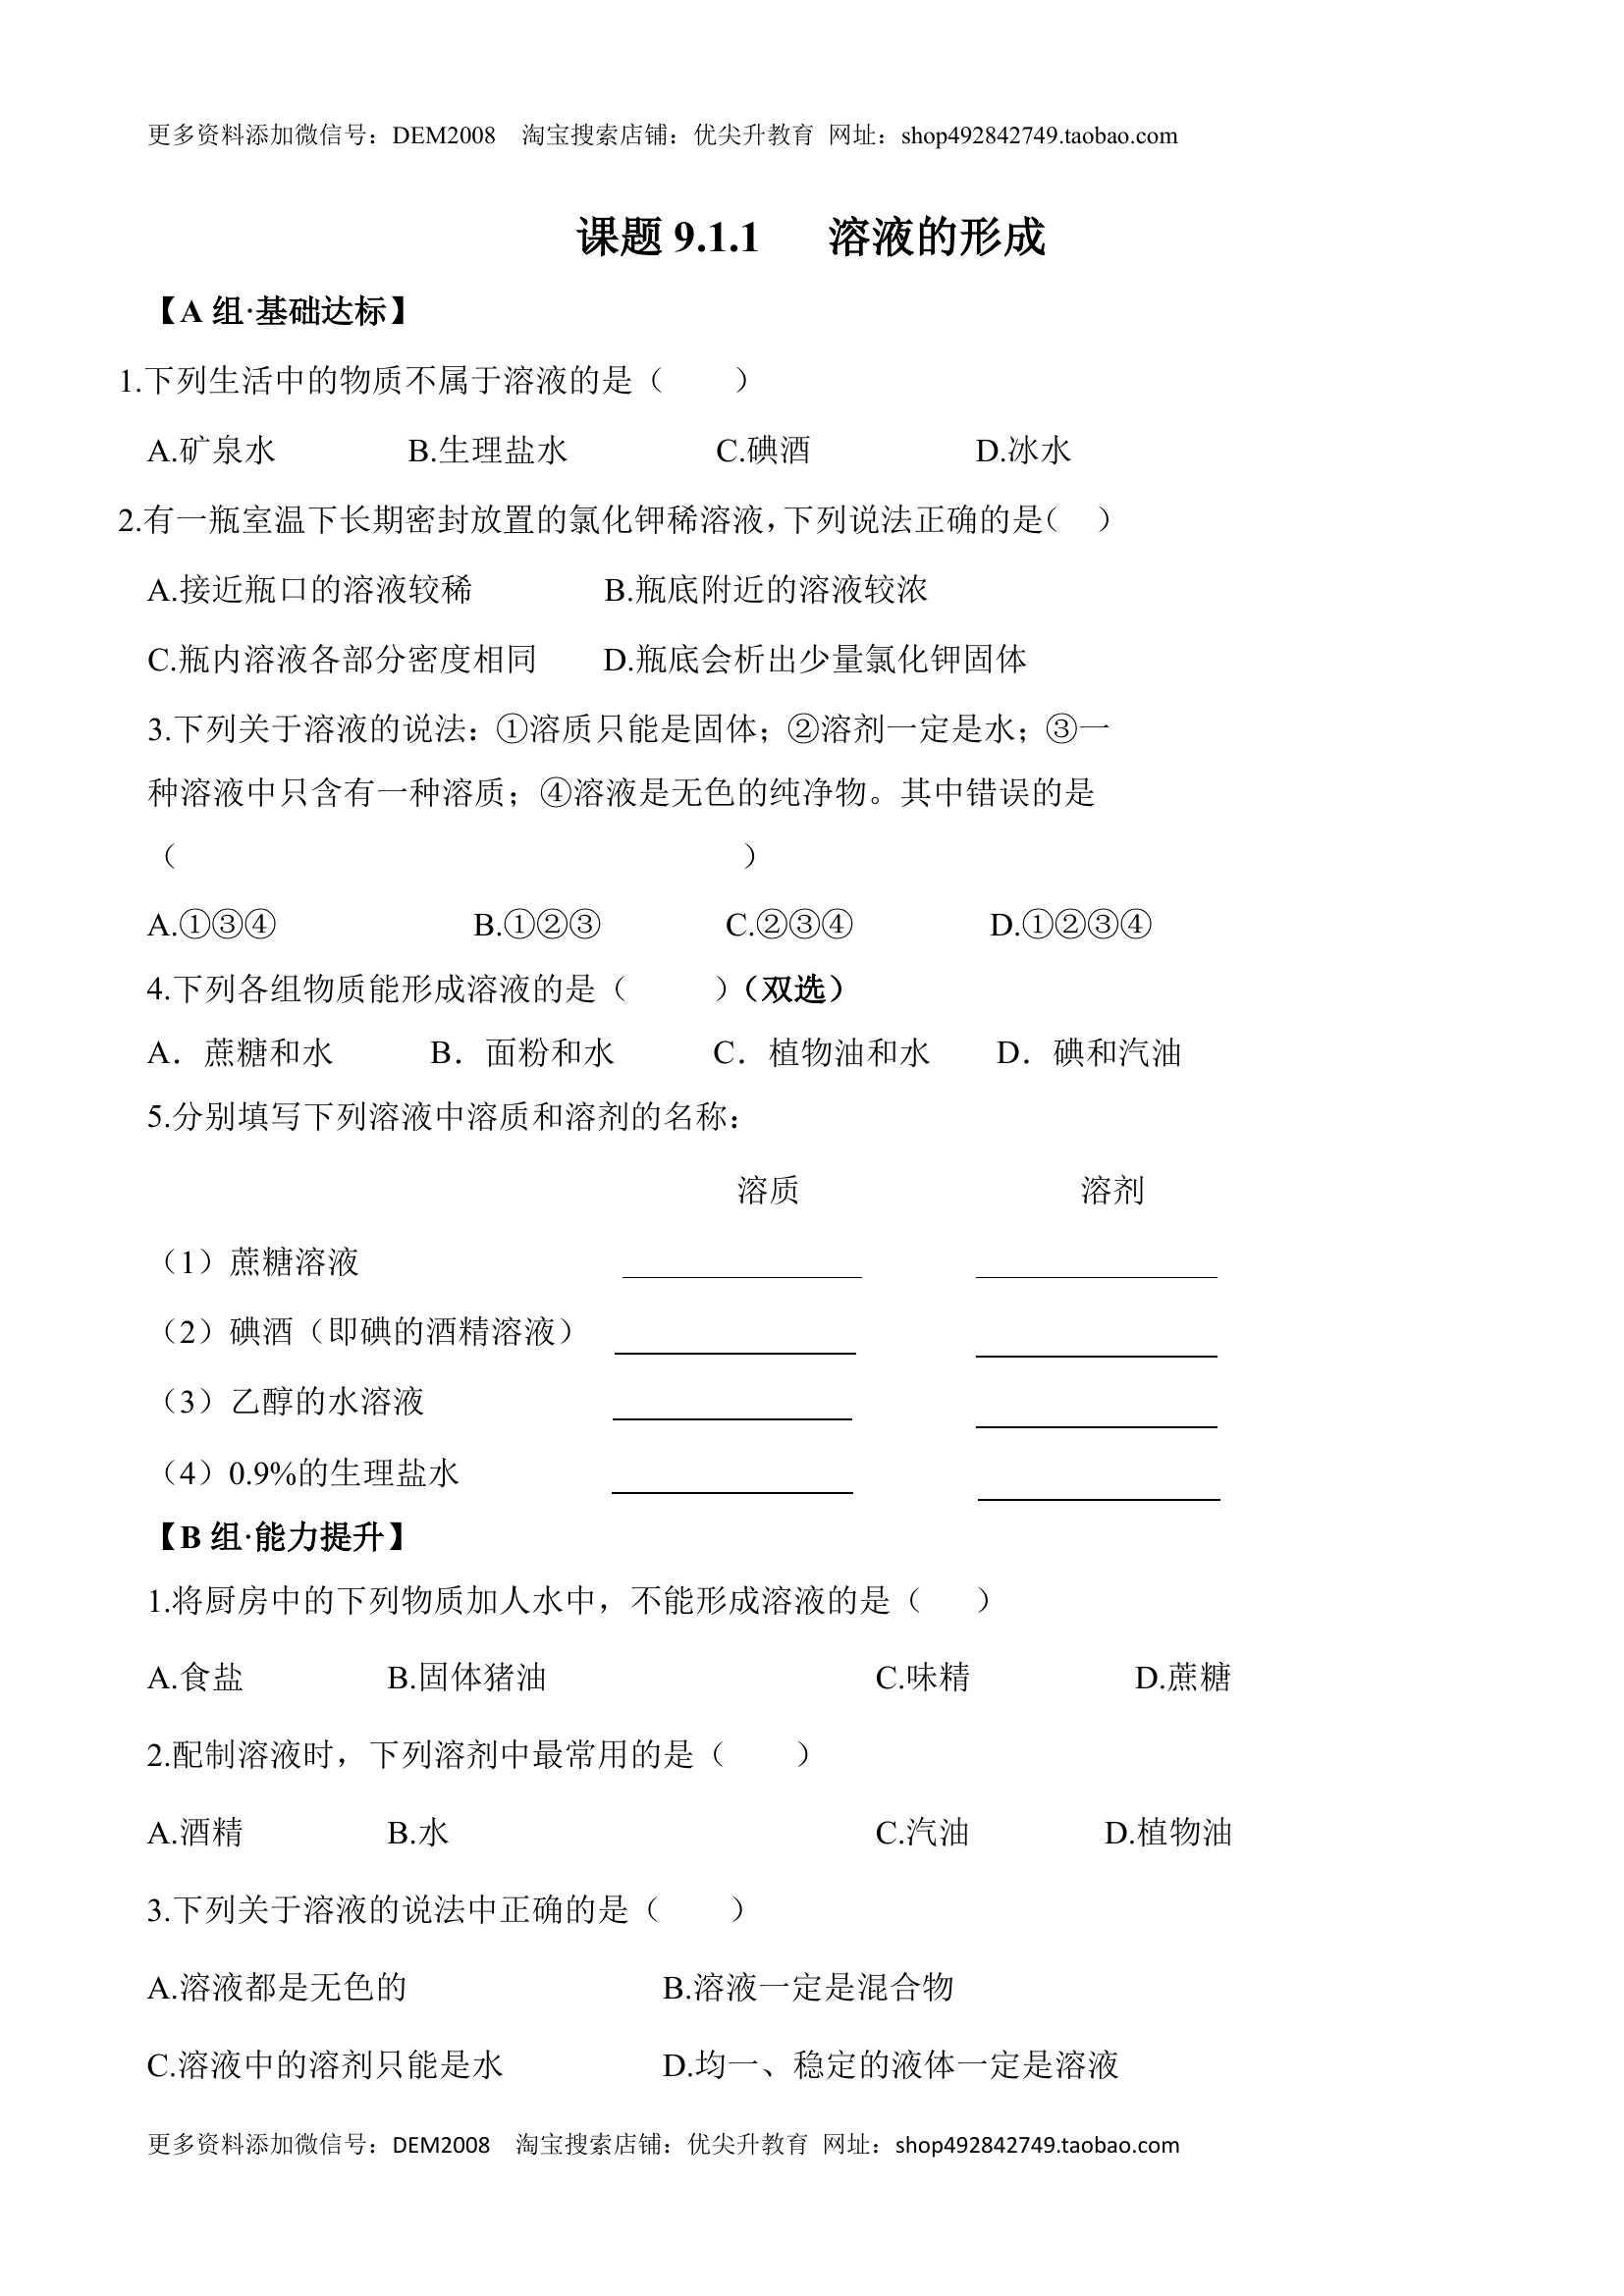 更多资料添加微信号：DEM2008 淘宝搜索店铺：优尖升教育 网址：shop492842749.taobao.com
课题 9.1.1 溶液的形成
【A 组·基础达标】
1.下列生活中的物质不属于溶液的是（ ）
A.矿泉水 B.生理盐水 C.碘酒 D.冰水
2.有一瓶室温下长期密封放置的氯化钾稀溶液，下列说法正确的是（ ）
A.接近瓶口的溶液较稀 B.瓶底附近的溶液较浓
C.瓶内溶液各部分密度相同 D.瓶底会析出少量氯化钾固体
3.下列关于溶液的说法：①溶质只能是固体；②溶剂一定是水；③一
种溶液中只含有一种溶质；④溶液是无色的纯净物。其中错误的是
（ ）
A.①③④ B.①②③ C.②③④ D.①②③④
4.下列各组物质能形成溶液的是（ ）（双选）
A．蔗糖和水 B．面粉和水 C．植物油和水 D．碘和汽油
5.分别填写下列溶液中溶质和溶剂的名称：
溶质 溶剂
（1）蔗糖溶液
（2）碘酒（即碘的酒精溶液）
（3）乙醇的水溶液
（4）0.9%的生理盐水
【B 组·能力提升】
1.将厨房中的下列物质加人水中，不能形成溶液的是（ ）
A.食盐 B.固体猪油 C.味精 D.蔗糖
2.配制溶液时，下列溶剂中最常用的是（ ）
A.酒精 B.水 C.汽油 D.植物油
3.下列关于溶液的说法中正确的是（ ）
A.溶液都是无色的 B.溶液一定是混合物
C.溶液中的溶剂只能是水 D.均一、稳定的液体一定是溶液
更多资料添加微信号：DEM2008 淘宝搜索店铺：优尖升教育 网址：shop492842749.taobao.com